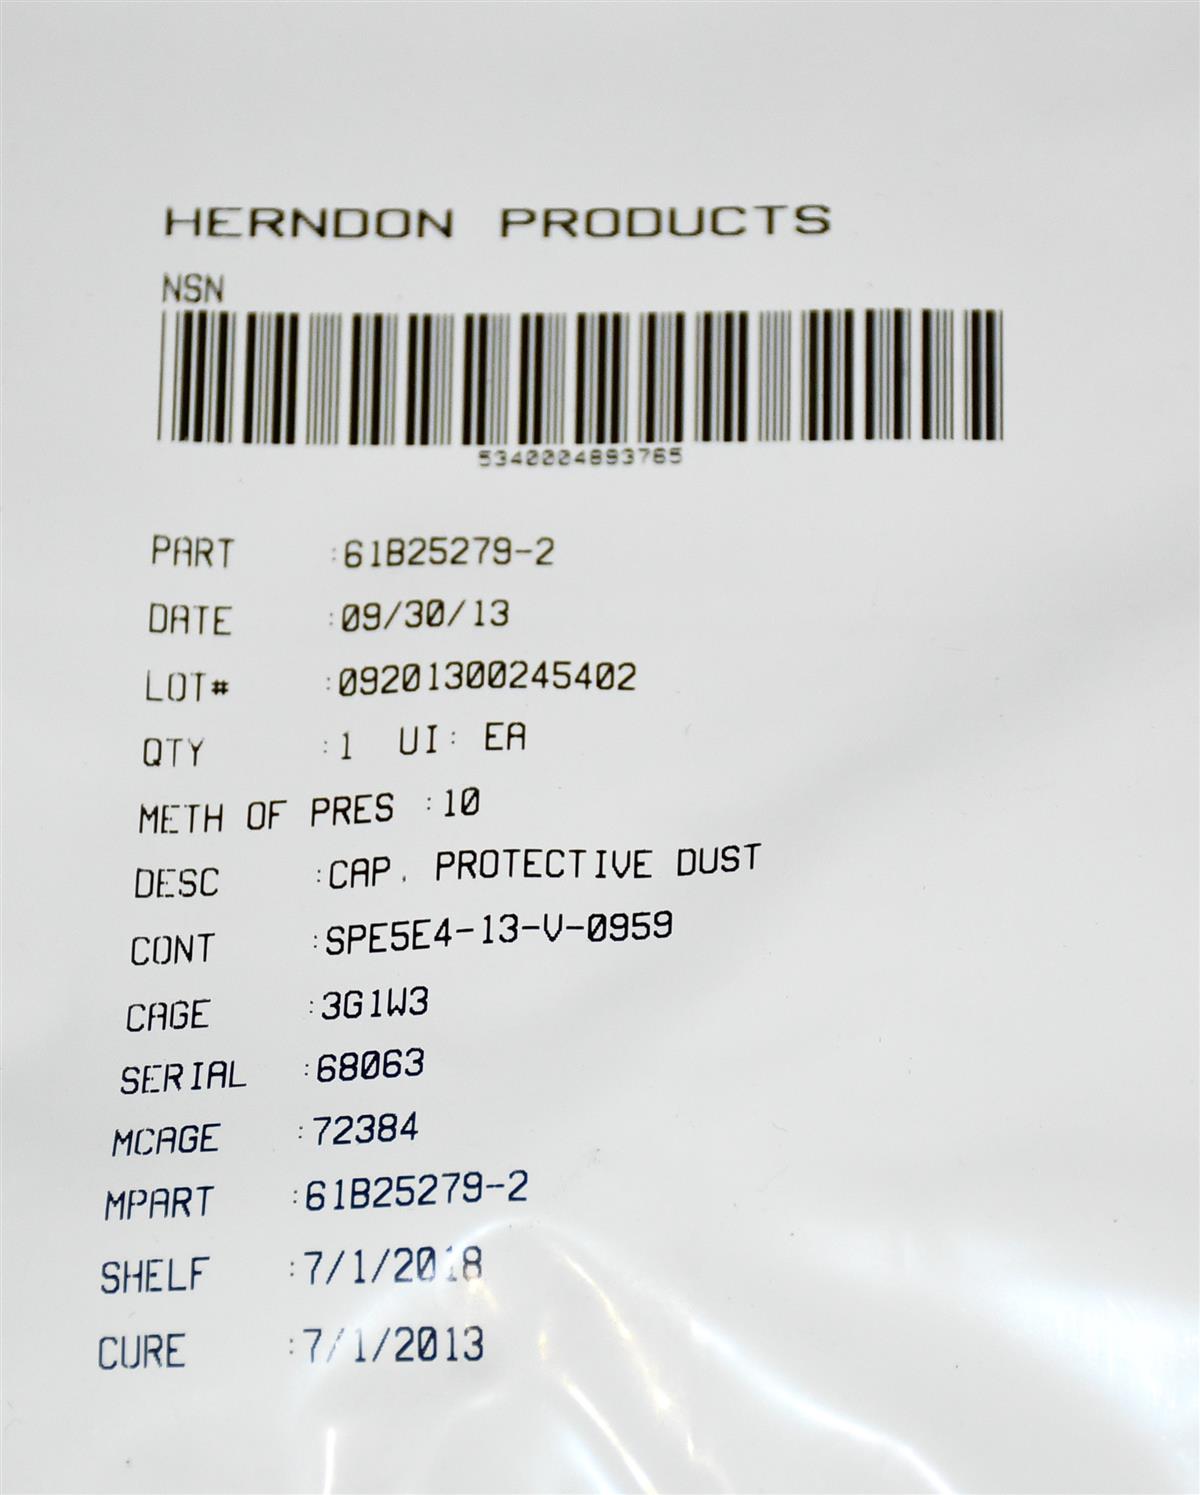 HERNDON PRODUCTS
NSN
5340004893765
PART :61B25279-2
DATE :09/30/13
LOT# :09201300245402
QTY :1 UI: EA
METH OF PRES :10
DESC :CAP, PROTECTIVE DUST
CONT :SPE5E4-13-V-0959
CAGE :3G1W3
SERIAL :68063
MCAGE :72384
MPART :61B25279-2
SHELF :7/1/2018
CURE :7/1/2013